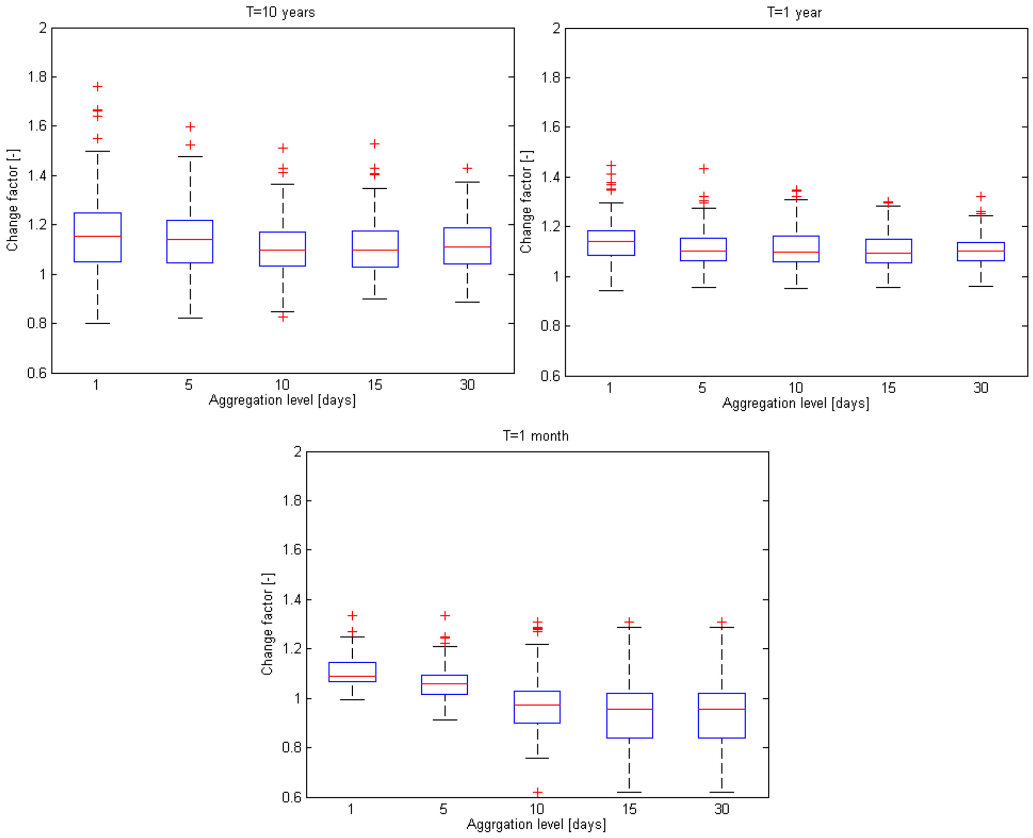 T=10 years
Change factor [-]
2
1.8
1.6
1.4
1.2
1
0.8
0.6
1 5 10 15 30
Aggregation level [days]
T=1 year
Change factor [-]
2
1.8
1.6
1.4
1.2
1
0.8
0.6
1 5 10 15 30
Aggregation level [days]
T=1 month
Change factor [-]
2
1.8
1.6
1.4
1.2
1
0.8
0.6
1 5 10 15 30
Aggrgation level [days]